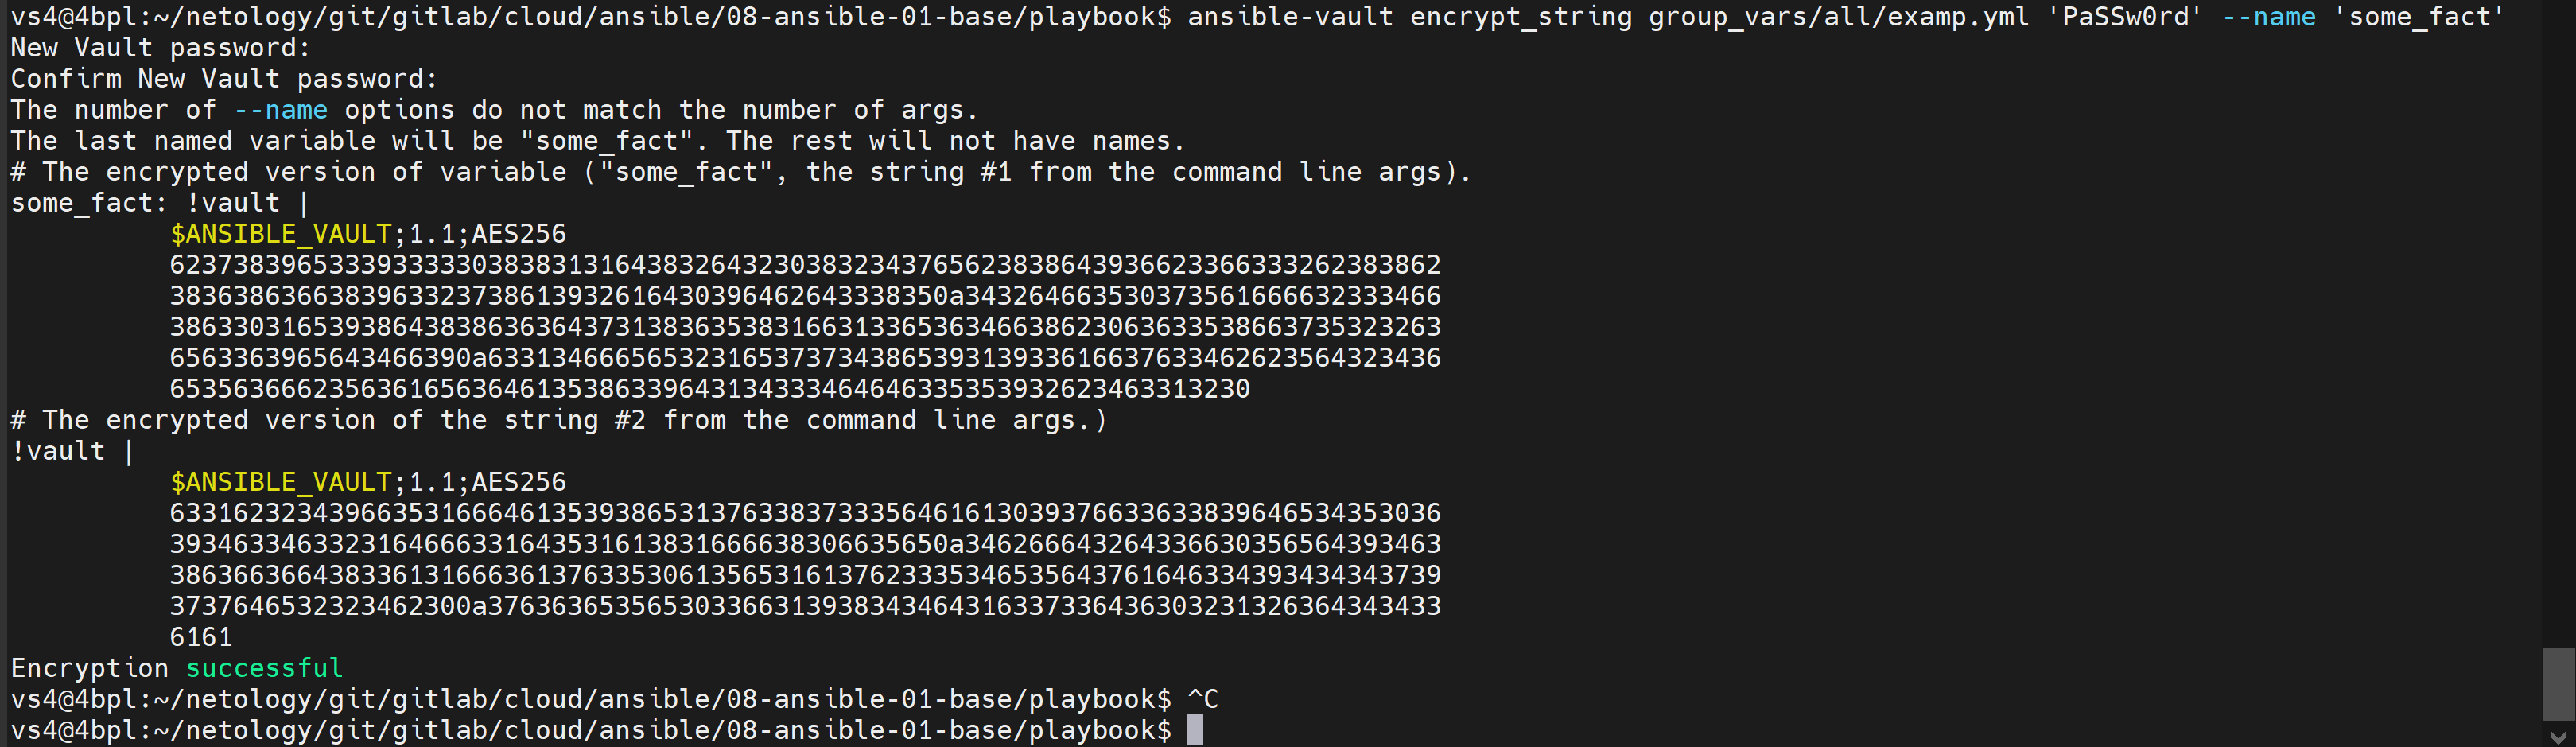 vs4@4bpl:~/netology/git/gitlab/cloud/ansible/08-ansible-01-base/playbook$ ansible-vault encrypt_string group_vars/all/examp.yml 'PaSSw0rd' --name 'some_fact'
New Vault password:
Confirm New Vault password:
The number of --name options do not match the number of args.
The last named variable will be "some_fact". The rest will not have names.
# The encrypted version of variable ("some_fact", the string #1 from the command line args).
some_fact: !vault |
          $ANSIBLE_VAULT;1.1;AES256
          62373839653339333330383831316438326432303832343765623838643936623366333262383862
          3836386366383963323738613932616430396462643338350a343264663530373561666632333466
          38633031653938643838636364373138363538316631336536346638623063633538663735323263
          6563363965643466390a633134666565323165373734386539313933616637633462623564323436
          65356366623563616563646135386339643134333464646335353932623463313230
# The encrypted version of the string #2 from the command line args.)
!vault |
          $ANSIBLE_VAULT;1.1;AES256
          63316232343966353166646135393865313763383733356461613039376633633839646534353036
          3934633463323164666331643531613831666638306635650a346266643264336630356564393463
          38636636643833613166636137633530613565316137623335346535643761646334393434343739
          3737646532323462300a376363653565303366313938343464316337336436303231326364343433
          6161
Encryption successful
vs4@4bpl:~/netology/git/gitlab/cloud/ansible/08-ansible-01-base/playbook$ ^C
vs4@4bpl:~/netology/git/gitlab/cloud/ansible/08-ansible-01-base/playbook$